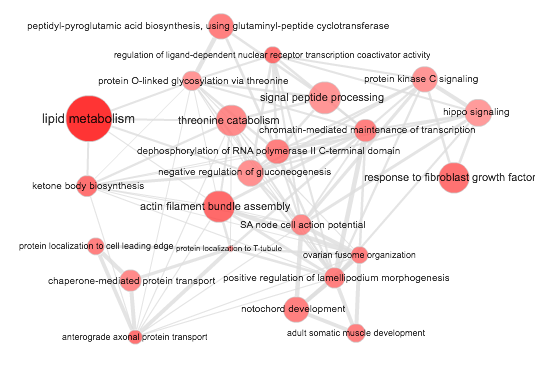 peptidyl-pyroglutamic acid biosynthesis, using glutaminyl-peptide cyclotransferase
regulation of ligand-dependent nuclear receptor transcription coactivator activity
protein O-linked glycosylation via threonine
protein kinase C signaling
signal peptide processing
hippo signaling
lipid metabolism
threonine catabolism
chromatin-mediated maintenance of transcription
dephosphorylation of RNA polymerase II C-terminal domain
negative regulation of gluconeogenesis
response to fibroblast growth factor
ketone body biosynthesis
actin filament bundle assembly
SA node cell action potential
protein localization to cell leading edge
protein localization to T-tubule
ovarian fusome organization
chaperone-mediated protein transport
positive regulation of lamellipodium morphogenesis
notochord development
anterograde axonal protein transport
adult somatic muscle development